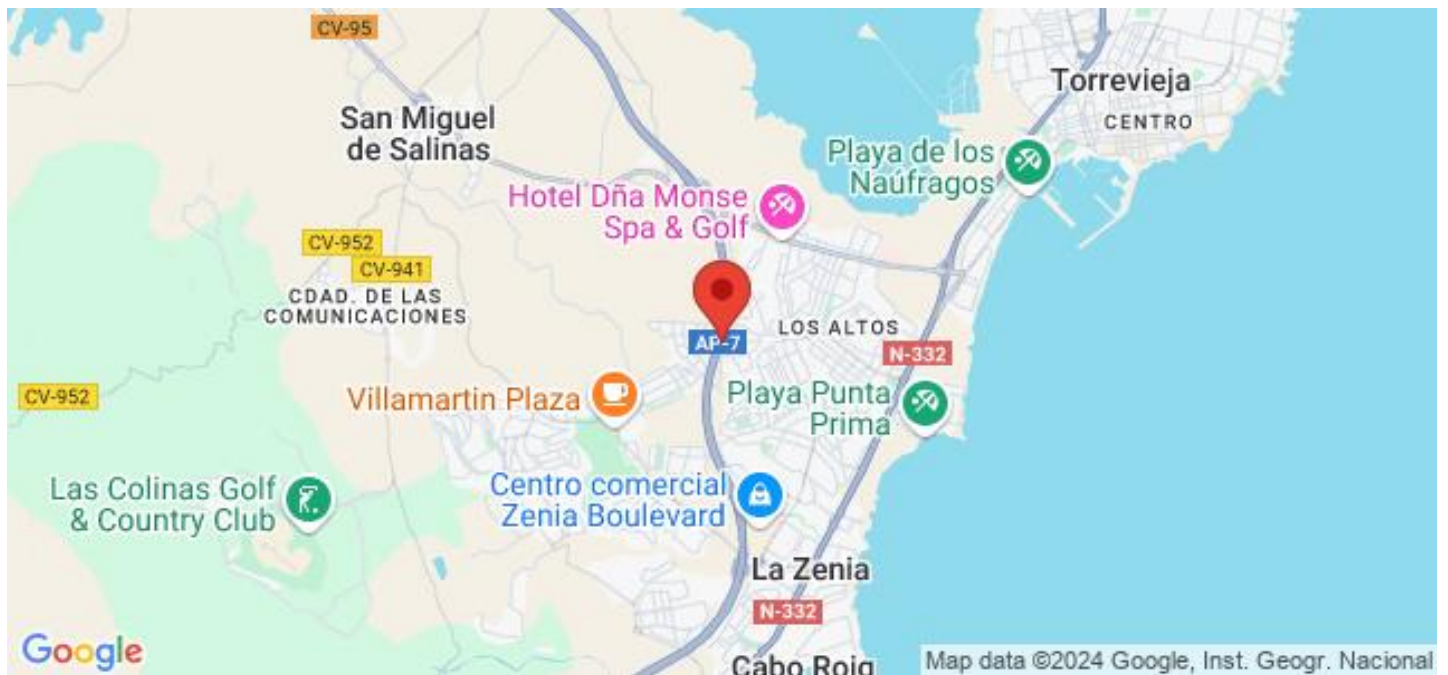 CV-95
Torrevieja
CENTRO
San Miguel
de Salinas
Playa de los
Naúfragos
Hotel Dña Monse
Spa & Golf
CV-952
CV-941
CDAD. DE LAS
COMUNICACIONES
LOS ALTOS
AP-7
N-332
CV-952
Villamartin Plaza
Playa Punta
Prima
Las Colinas Golf
& Country Club
Centro comercial
Zenia Boulevard
La Zenia
N-332
Cabo Roig
Google
Map data ©2024 Google, Inst. Geogr. Nacional